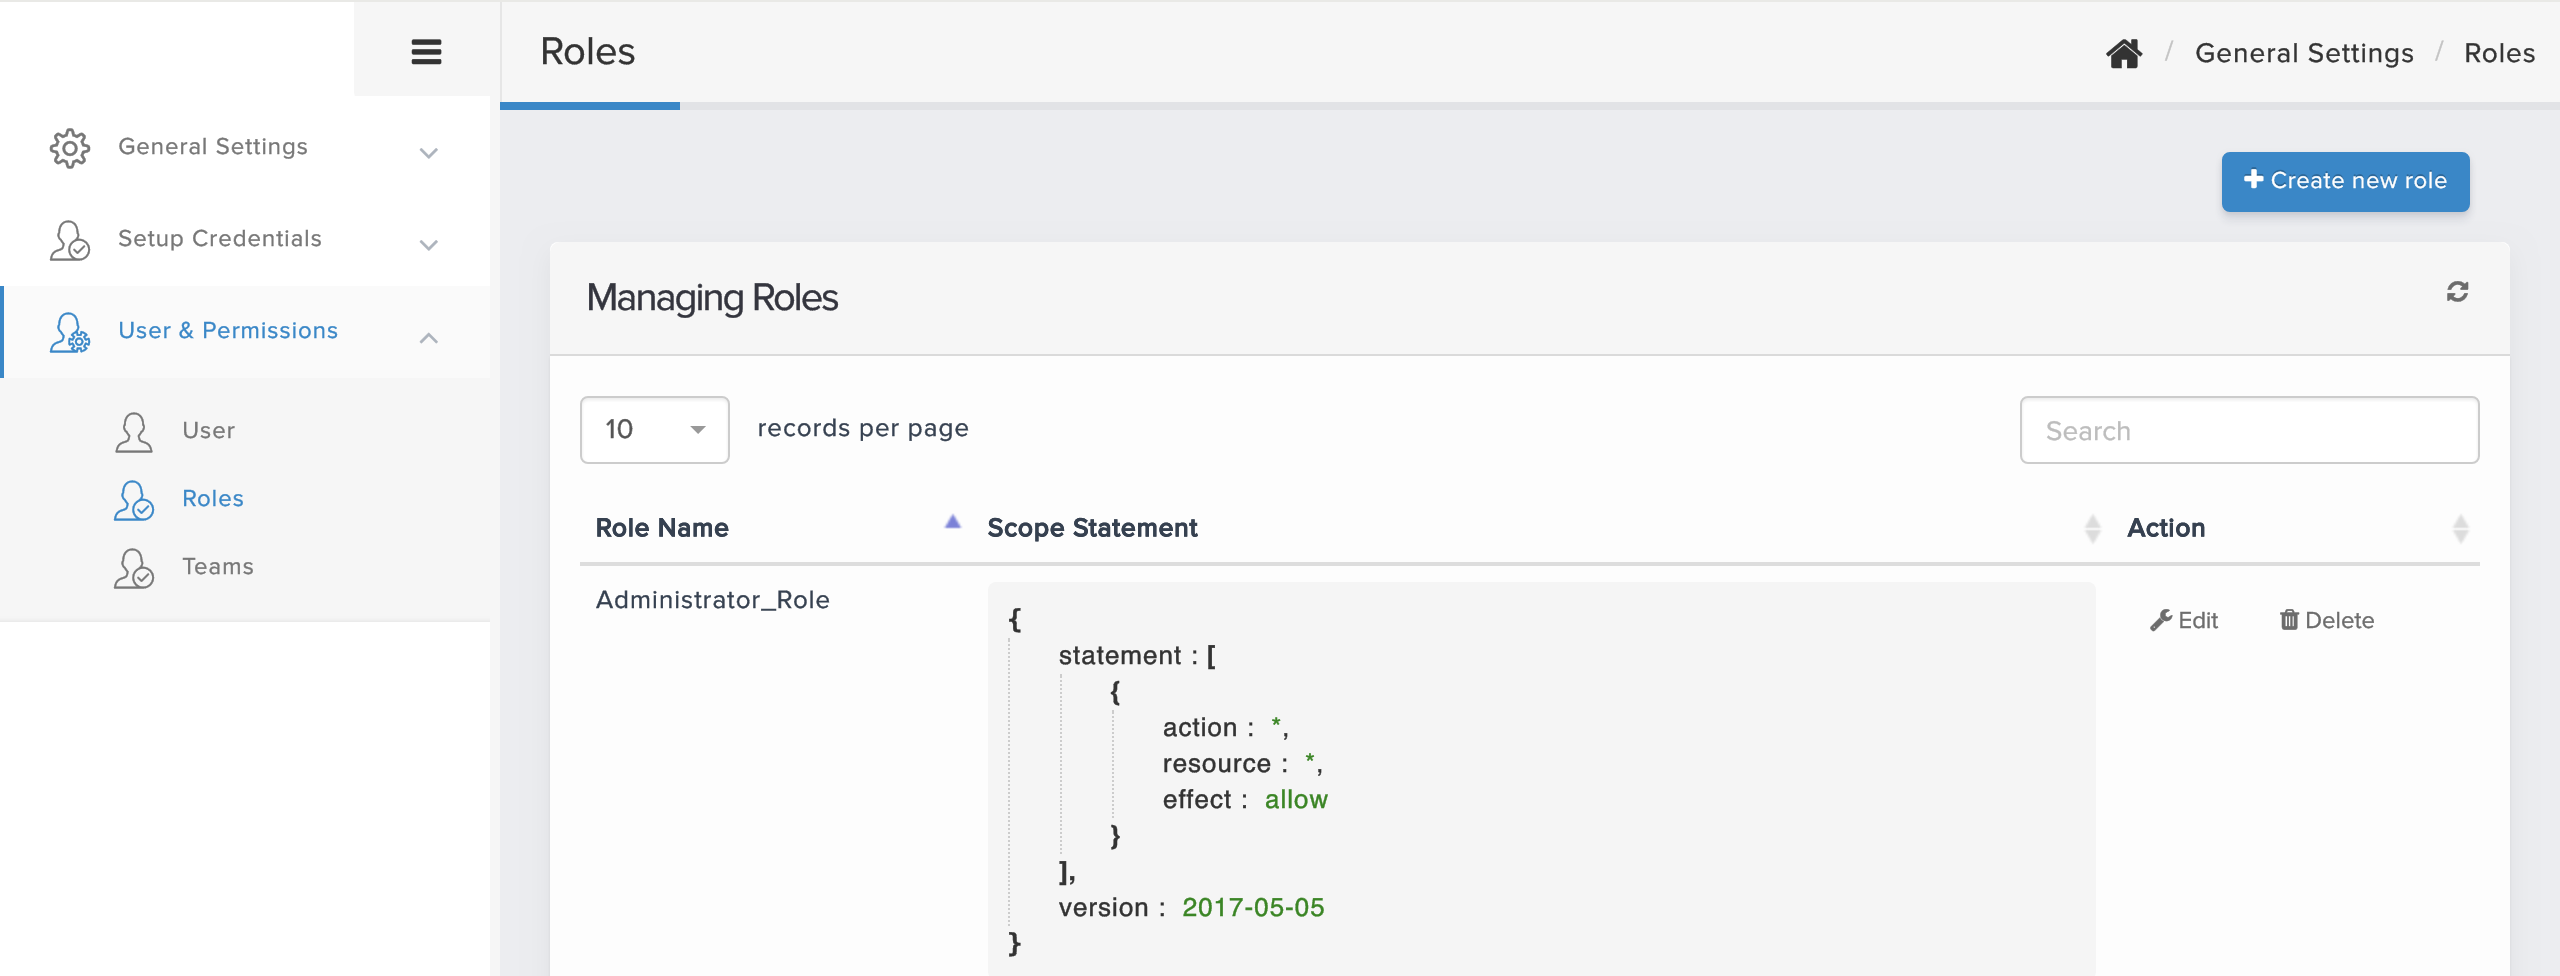 Roles
/ General Settings / Roles
General Settings
Setup Credentials
User & Permissions
User
Roles
Teams
Create new role
Managing Roles
10 records per page
Search
Role Name Scope Statement Action
Administrator_Role
{
statement : [
{
action : *,
resource : *,
effect : allow
}
],
version : 2017-05-05
}
Edit Delete